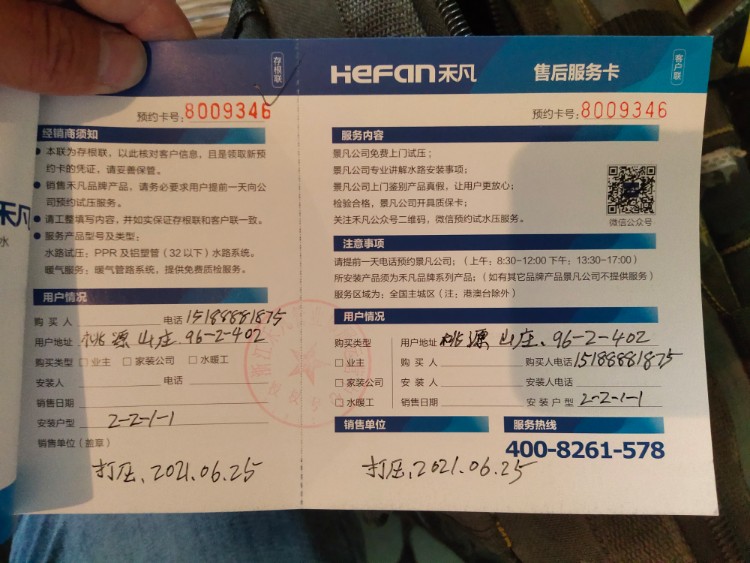 存根联
预约卡号: 8009346
经销商须知
● 本联为存根联，以此核对客户信息，且是领取新预
约卡的凭证，请妥善保管。
● 销售禾凡品牌产品，请务必要求用户提前一天向公
司预约试压服务。
● 请工整填写内容，并如实保证存根联和客户联一致。
● 服务产品型号及类型：
水路试压：PPR 及铝塑管（32 以下）水路系统。
暖气服务：暖气管路系统，提供免费质检服务。
用户情况
购 买 人 电话 15188881875
用户地址 桃源山庄.96-2-402
购买类型 □ 业主 □ 家装公司 □ 水暖工
安装人 电话
销售日期
安装户型 2-2-1-1
销售单位（盖章）
打压、2021.06.25
禾凡
水
HeFan禾凡 售后服务卡 客户联
预约卡号: 8009346
服务内容
景凡公司免费上门试压；
景凡公司专业讲解水路安装事项；
景凡公司上门鉴别产品真假，让用户更放心；
检验合格，景凡公司开具质保卡；
关注禾凡公众号二维码，微信预约试水压服务。
微信公众号
注意事项
请提前一天电话预约景凡公司；（上午：8:30-12:00 下午：13:30-17:00）
所安装产品须为禾凡品牌系列产品；（如有其它品牌产品景凡公司不提供服务）
服务区域为：全国主城区（注：港澳台除外）
用户情况
购买类型 用户地址 桃源山庄.96-2-402
□ 业主 购 买 人 购买人电话 15188881875
□ 家装公司 安 装 人 安装人电话
□ 水暖工 销售日期 安 装 户 型 2-2-1-1
销售单位 服务热线
400-8261-578
打压、2021.06.25